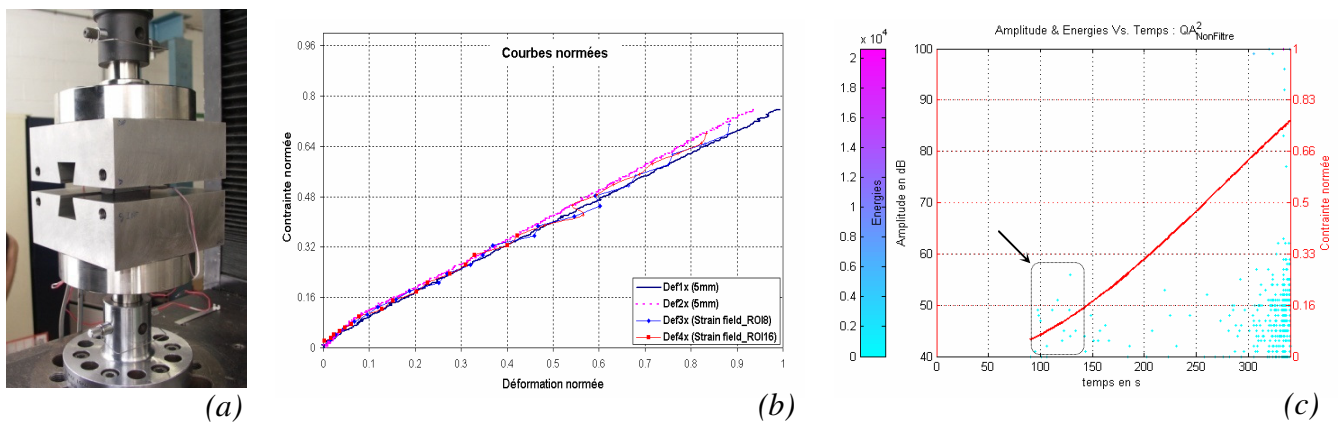 (a)
Courbes normées
Contrainte normée
0.96
0.8
0.64
0.48
0.32
0.16
0
0 0.1 0.2 0.3 0.4 0.5 0.6 0.7 0.8 0.9 1
Déformation normée
Def1x (5mm)
Def2x (5mm)
Def3x (Strain field_ROI8)
Def4x (Strain field_ROI16)
(b)
Amplitude & Energies Vs. Temps : QA²NonFiltre
x 10⁴
2
1.8
1.6
1.4
1.2
1
0.8
0.6
0.4
0.2
0
Energies
Amplitude en dB
100
90
80
70
60
50
40
0 50 100 150 200 250 300
temps en s
1
0.83
0.66
0.5
0.33
0.16
0
Contrainte normée
(c)